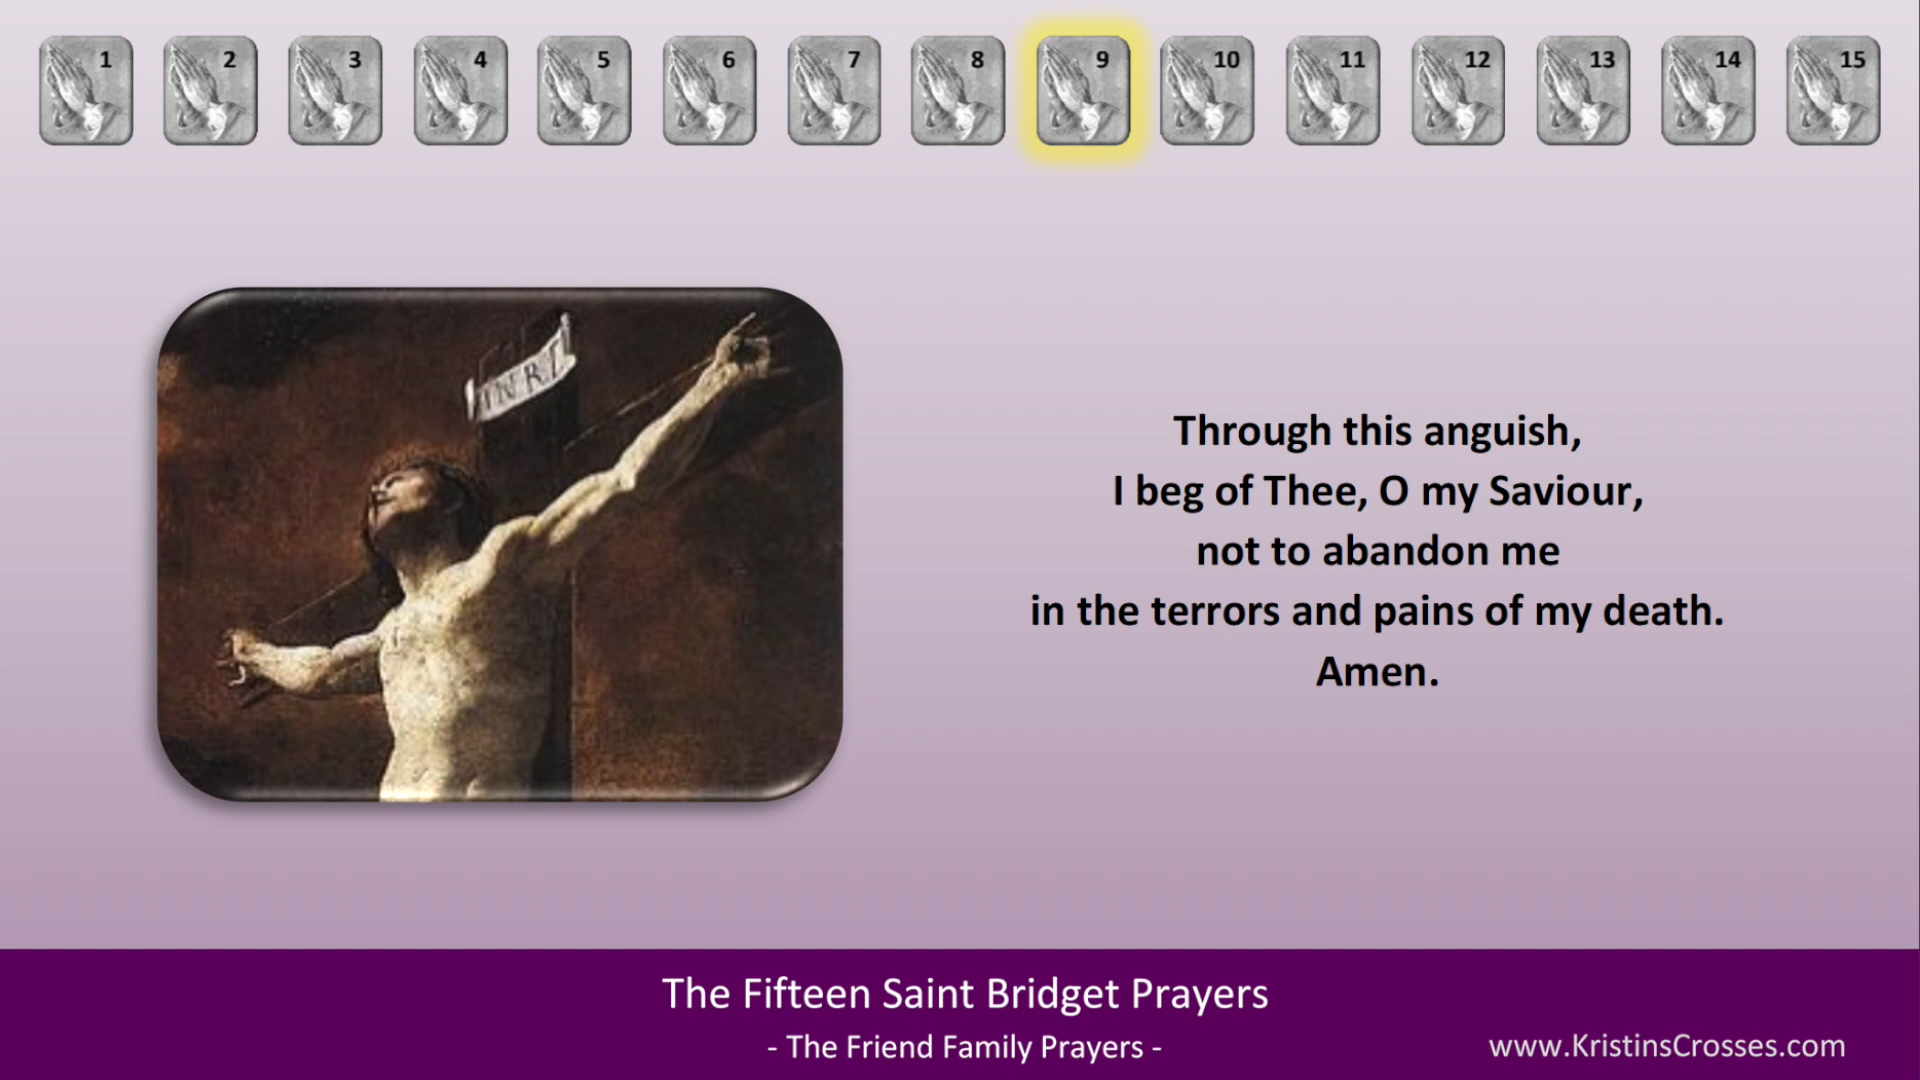 1 2 3 4 5 6 7 8 9 10 11 12 13 14 15
INRI
Through this anguish,
I beg of Thee, O my Saviour,
not to abandon me
in the terrors and pains of my death.
Amen.
The Fifteen Saint Bridget Prayers
- The Friend Family Prayers -
www.KristinsCrosses.com